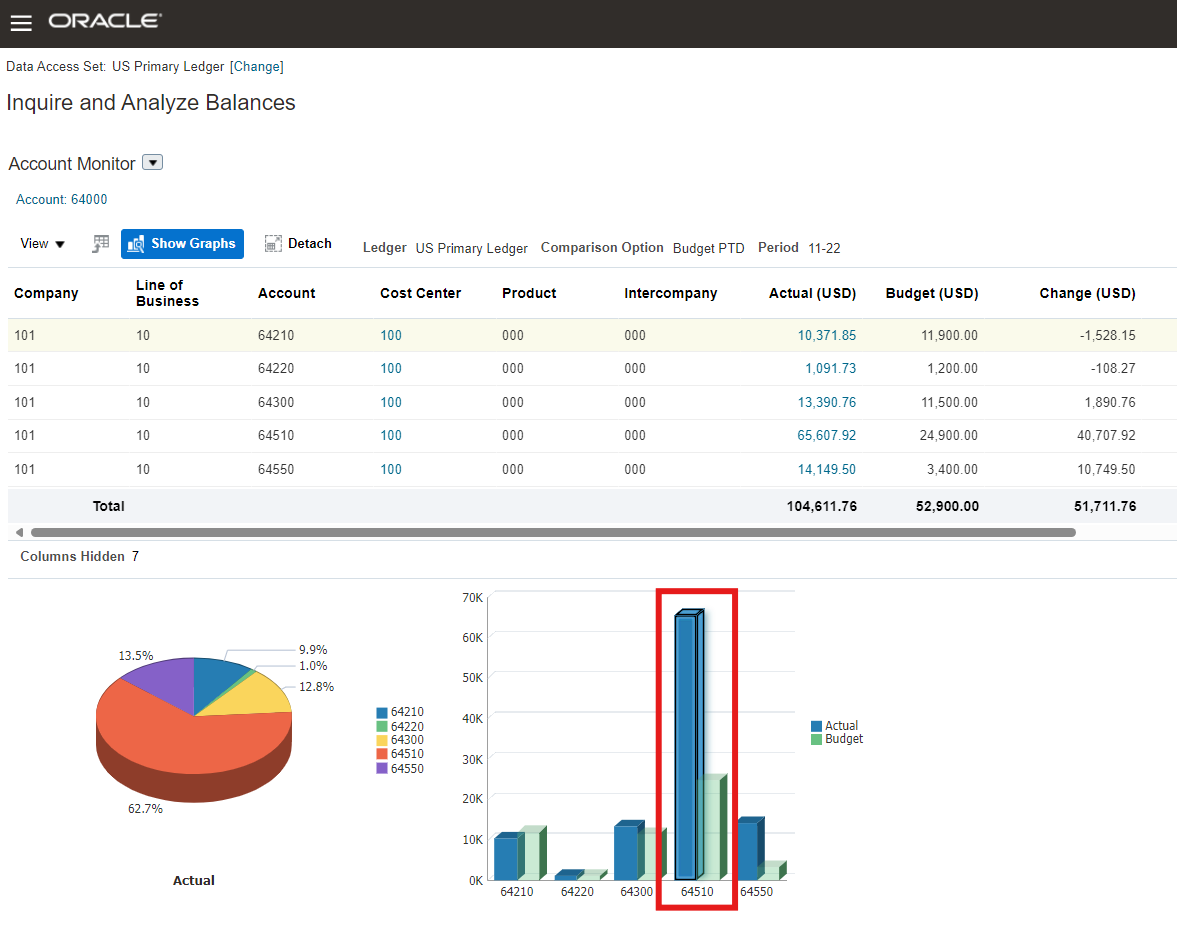 ORACLE
Data Access Set: US Primary Ledger [Change]
Inquire and Analyze Balances
Account Monitor
Account: 64000
View Show Graphs Detach Ledger US Primary Ledger Comparison Option Budget PTD Period 11-22
Company Line of Business Account Cost Center Product Intercompany Actual (USD) Budget (USD) Change (USD)
101 10 64210 100 000 000 10,371.85 11,900.00 -1,528.15
101 10 64220 100 000 000 1,091.73 1,200.00 -108.27
101 10 64300 100 000 000 13,390.76 11,500.00 1,890.76
101 10 64510 100 000 000 65,607.92 24,900.00 40,707.92
101 10 64550 100 000 000 14,149.50 3,400.00 10,749.50
Total 104,611.76 52,900.00 51,711.76
Columns Hidden 7
13.5%
9.9%
1.0%
12.8%
62.7%
64210
64220
64300
64510
64550
Actual
70K
60K
50K
40K
30K
20K
10K
0K
64210 64220 64300 64510 64550
Actual
Budget